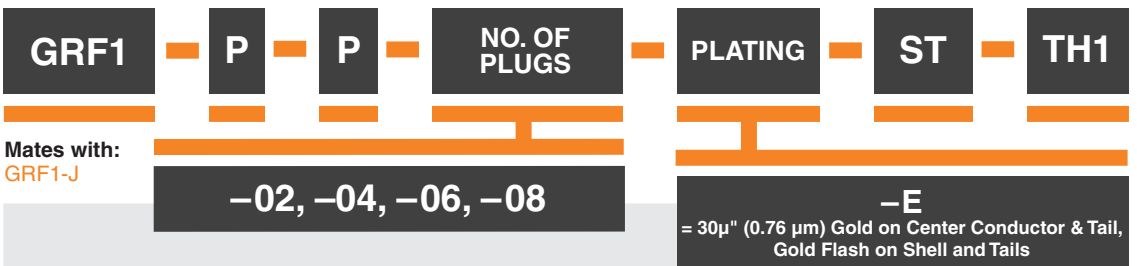 GRF1
P
P
NO. OF
PLUGS
PLATING
ST
TH1
Mates with:
GRF1-J
–02, –04, –06, –08
–E
= 30µ" (0.76 µm) Gold on Center Conductor & Tail,
Gold Flash on Shell and Tails